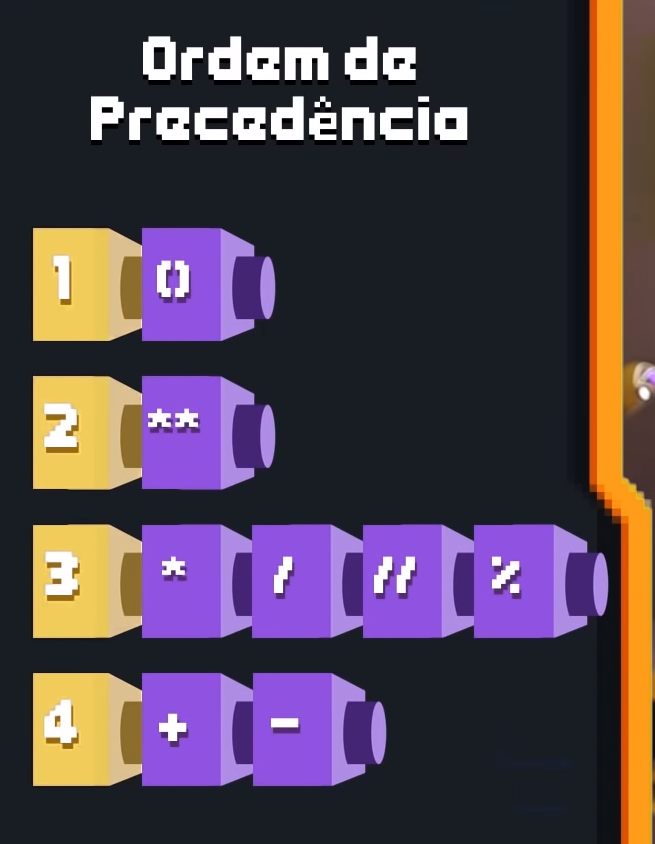 Ordem de
Precedência
1 ()
2 **
3 * / // %
4 + -